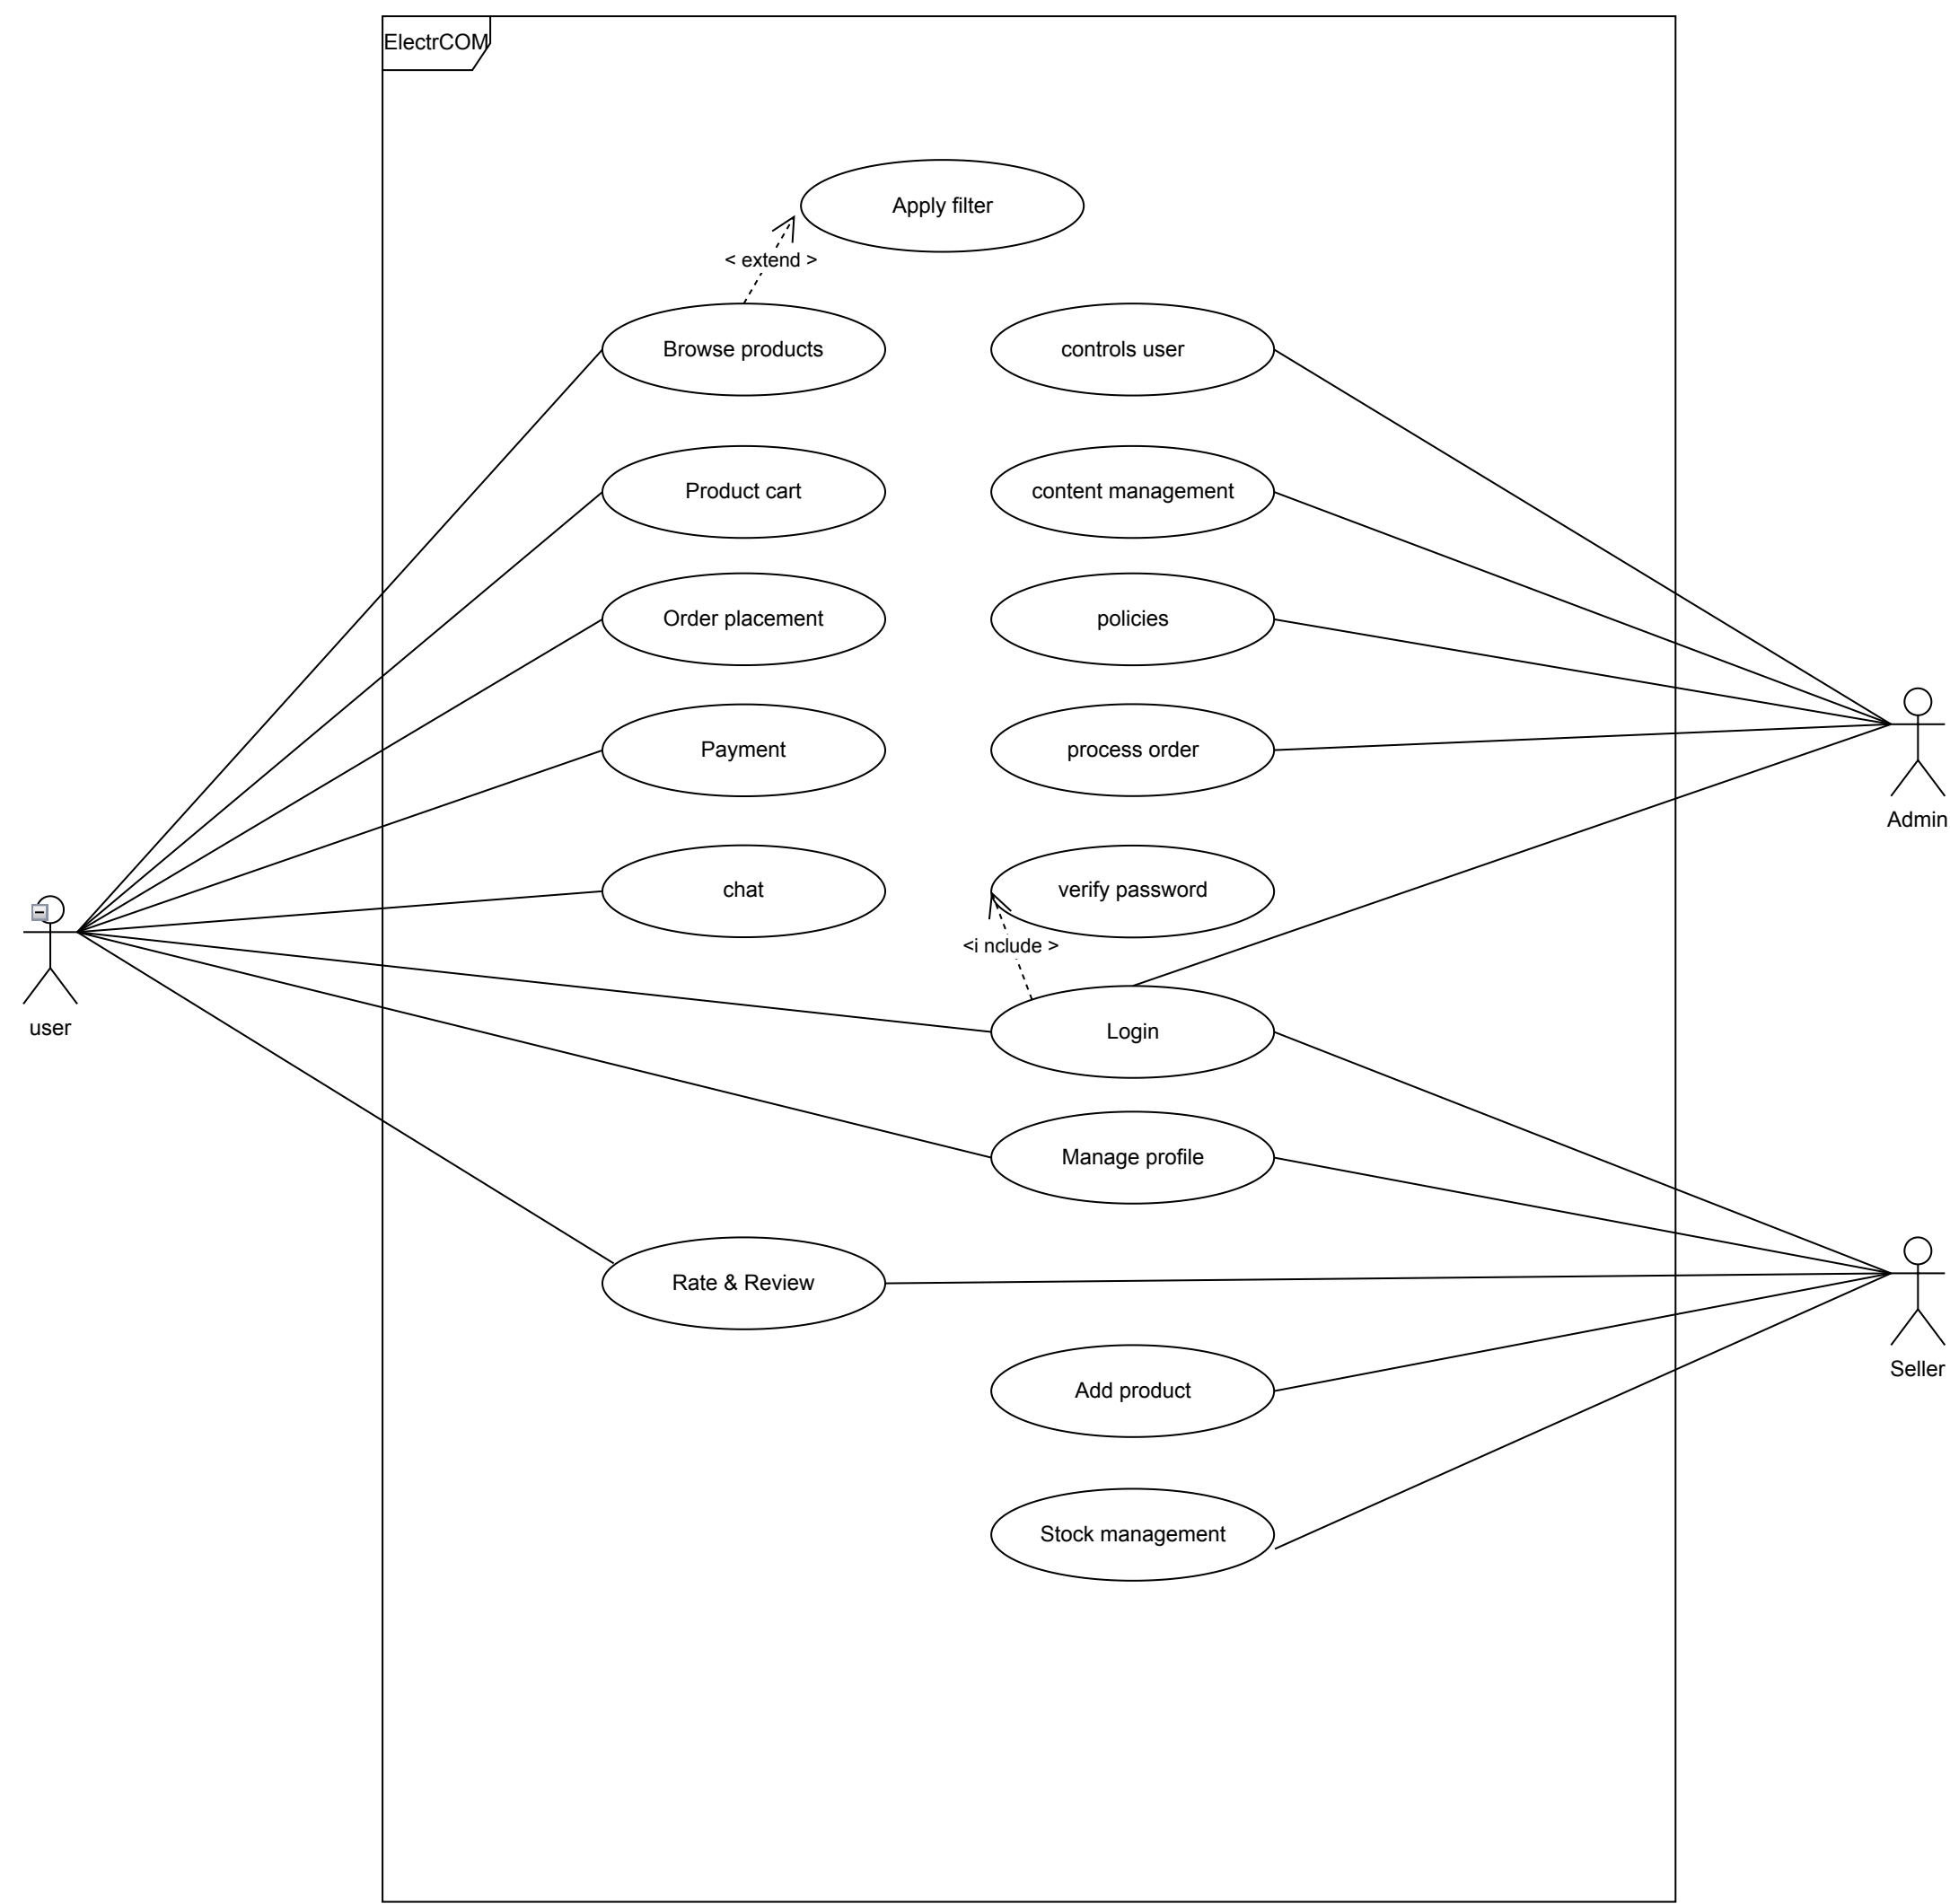 ElectrCOM
Apply filter
< extend >
Browse products
controls user
Product cart
content management
Order placement
policies
Payment
process order
Admin
chat
verify password
<i nclude >
user
Login
Manage profile
Rate & Review
Seller
Add product
Stock management